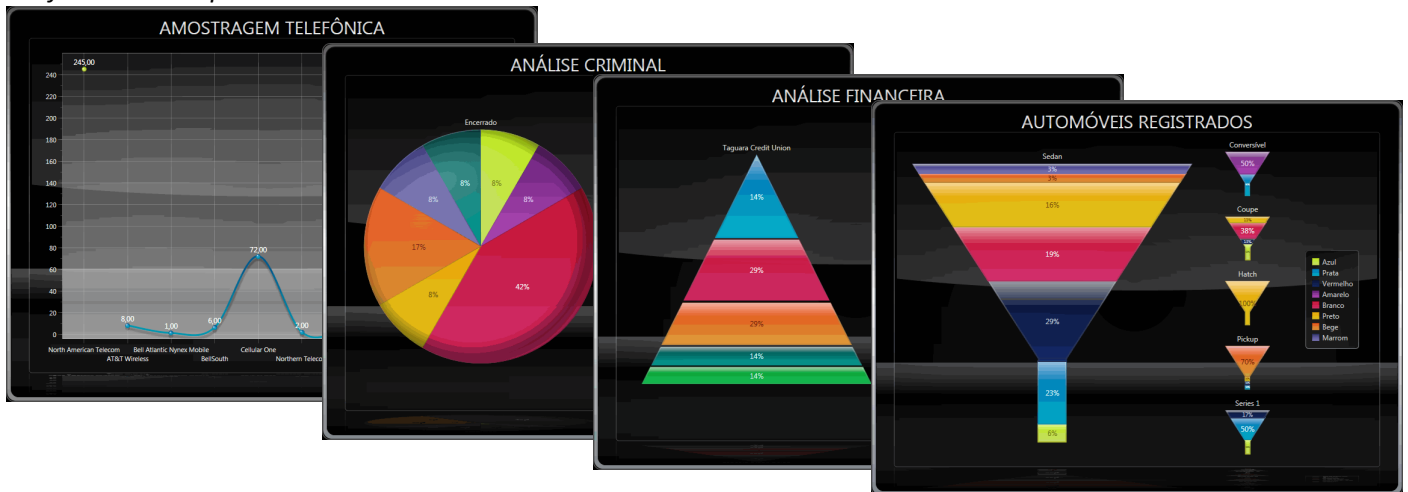 AMOSTRAGEM TELEFÔNICA
245,00
240
220
200
180
160
140
120
100
80
60
40
20
0
8,00
1,00
6,00
72,00
2,00
North American Telecom
Bell Atlantic Nynex Mobile
Cellular One
AT&T Wireless
BellSouth
ANÁLISE CRIMINAL
Encerrado
8%
8%
8%
8%
17%
8%
42%
ANÁLISE FINANCEIRA
Taguara Credit Union
14%
29%
29%
14%
14%
AUTOMÓVEIS REGISTRADOS
Sedan
3%
3%
16%
19%
29%
23%
6%
Conversível
50%
Coupe
38%
Hatch
100%
Pickup
70%
Series 1
17%
50%
Azul
Prata
Vermelho
Amarelo
Branco
Preto
Bege
Marrom